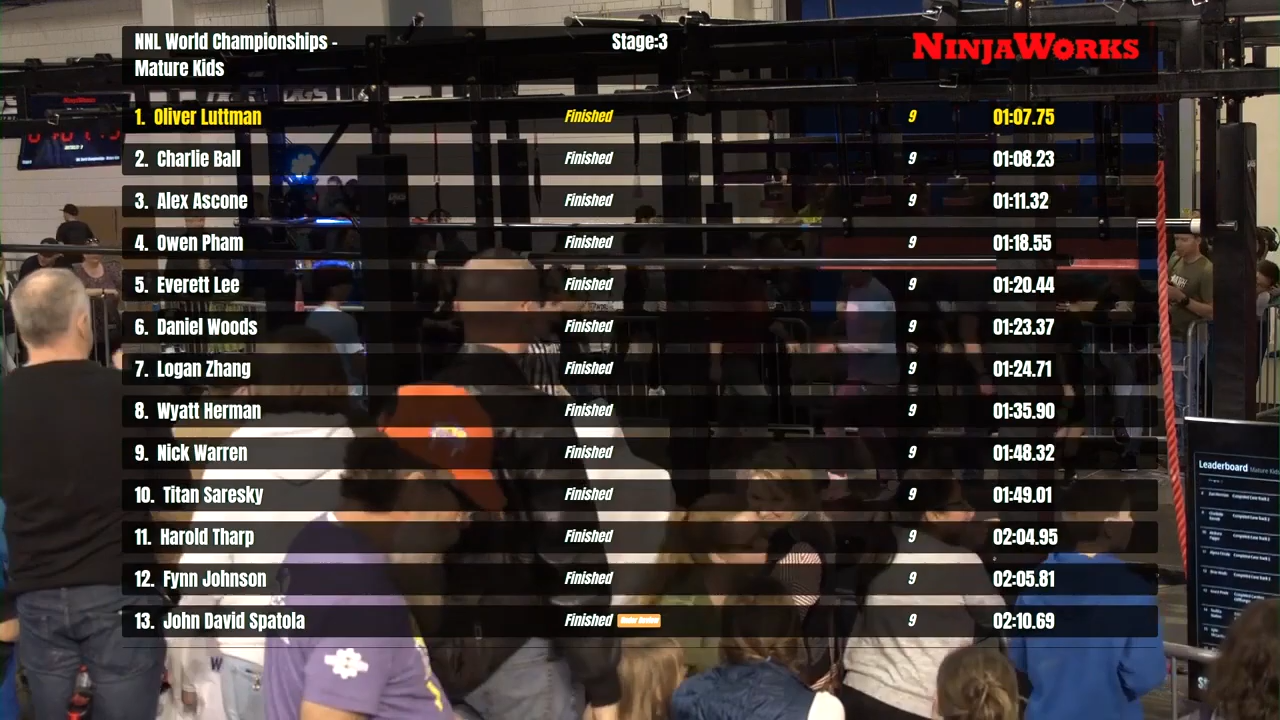 NNL World Championships -
Mature Kids
Stage:3
NINJAWORKS
1. Oliver Luttman Finished 9 01:07.75
2. Charlie Ball Finished 9 01:08.23
3. Alex Ascone Finished 9 01:11.32
4. Owen Pham Finished 9 01:18.55
5. Everett Lee Finished 9 01:20.44
6. Daniel Woods Finished 9 01:23.37
7. Logan Zhang Finished 9 01:24.71
8. Wyatt Herman Finished 9 01:35.90
9. Nick Warren Finished 9 01:48.32
10. Titan Saresky Finished 9 01:49.01
11. Harold Tharp Finished 9 02:04.95
12. Fynn Johnson Finished 9 02:05.81
13. John David Spatola Finished Under Review 9 02:10.69
Leaderboard Mature Kids